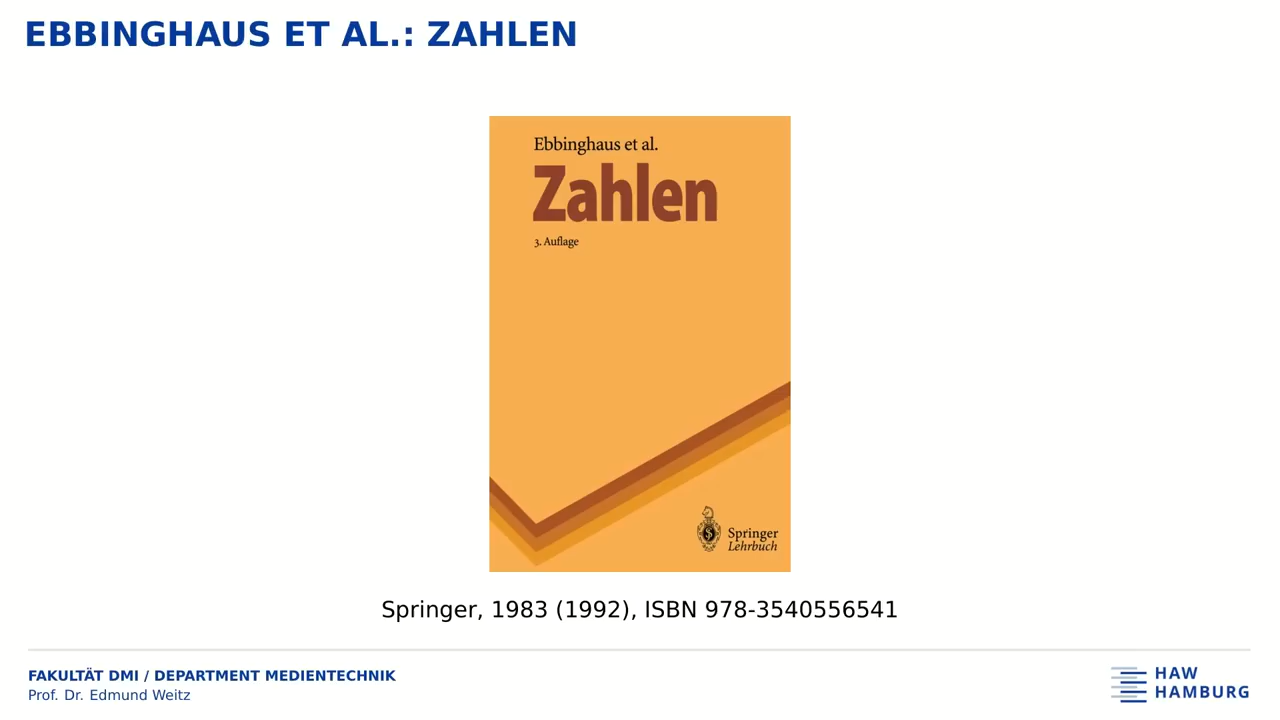 EBBINGHAUS ET AL.: ZAHLEN
Ebbinghaus et al.
Zahlen
3. Auflage
Springer
Lehrbuch
Springer, 1983 (1992), ISBN 978-3540556541
FAKULTÄT DMI / DEPARTMENT MEDIENTECHNIK
Prof. Dr. Edmund Weitz
HAW
HAMBURG